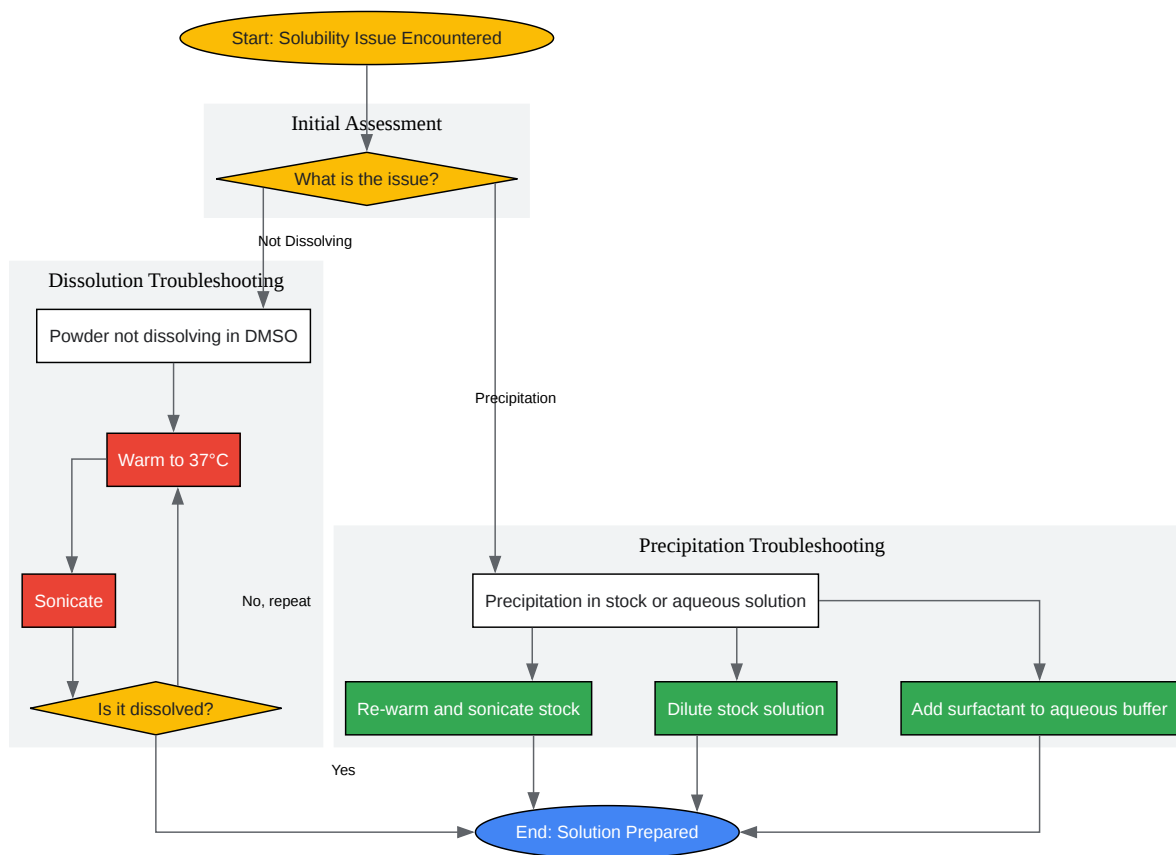 Start: Solubility Issue Encountered
Initial Assessment
What is the issue?
Not Dissolving
Dissolution Troubleshooting
Powder not dissolving in DMSO
Precipitation
Warm to 37°C
Precipitation Troubleshooting
Sonicate
No, repeat
Precipitation in stock or aqueous solution
Is it dissolved?
Re-warm and sonicate stock
Dilute stock solution
Add surfactant to aqueous buffer
Yes
End: Solution Prepared